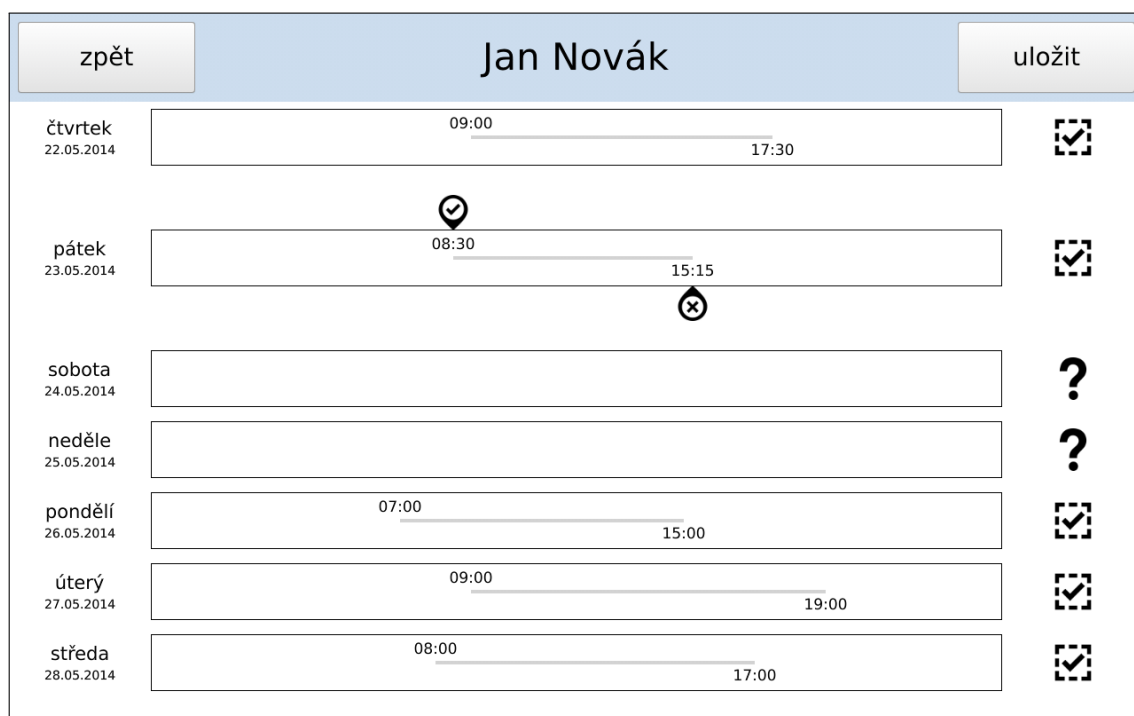 zpět
Jan Novák
uložit
čtvrtek
22.05.2014
09:00
17:30
pátek
23.05.2014
08:30
15:15
sobota
24.05.2014
?
neděle
25.05.2014
?
pondělí
26.05.2014
07:00
15:00
úterý
27.05.2014
09:00
19:00
středa
28.05.2014
08:00
17:00